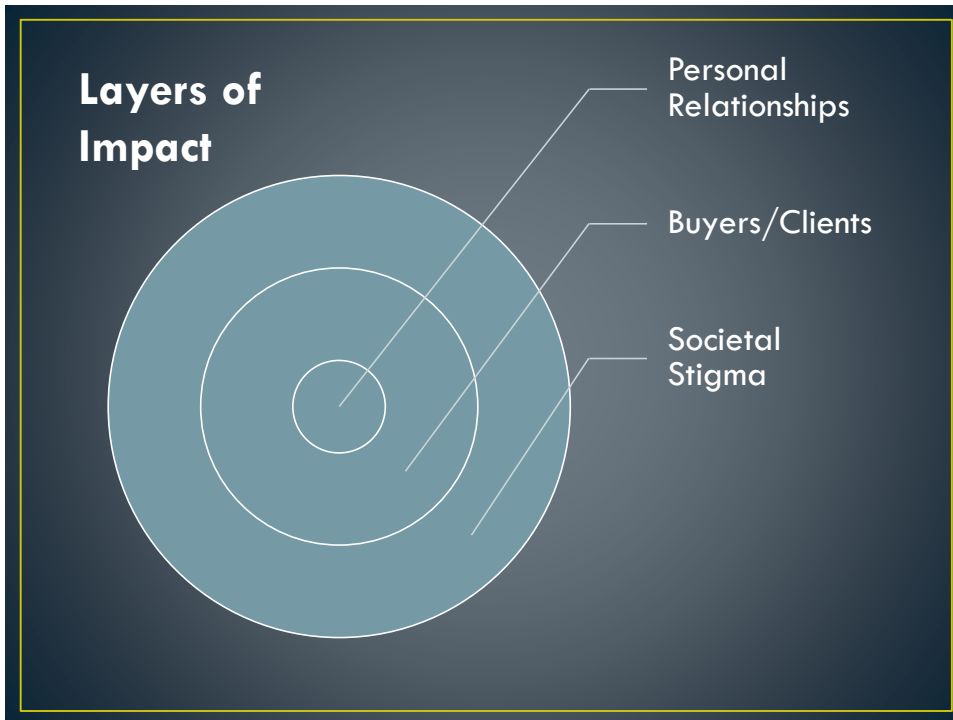 Layers of
Impact
Personal
Relationships
Buyers/Clients
Societal
Stigma